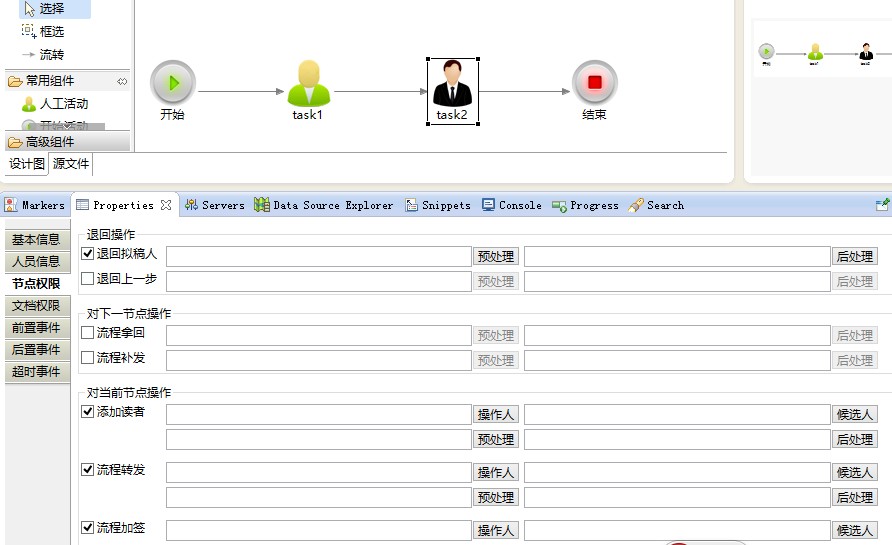 选择
框选
流转
常用组件
人工活动
开始活动
高级组件
设计图 源文件
开始 task1 task2 结束
Markers Properties Servers Data Source Explorer Snippets Console Progress Search
基本信息
人员信息
节点权限
文档权限
前置事件
后置事件
超时事件
退回操作
退回拟稿人 预处理 后处理
退回上一步 预处理 后处理
对下一节点操作
流程拿回 预处理 后处理
流程补发 预处理 后处理
对当前节点操作
添加读者 操作人 候选人
预处理 后处理
流程转发 操作人 候选人
预处理 后处理
流程加签 操作人 候选人